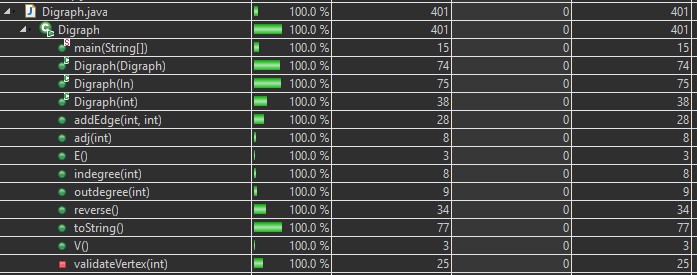 Digraph.java 100.0 % 401 0 401
Digraph 100.0 % 401 0 401
main(String[]) 100.0 % 15 0 15
Digraph(Digraph) 100.0 % 74 0 74
Digraph(In) 100.0 % 75 0 75
Digraph(int) 100.0 % 38 0 38
addEdge(int, int) 100.0 % 28 0 28
adj(int) 100.0 % 8 0 8
E() 100.0 % 3 0 3
indegree(int) 100.0 % 8 0 8
outdegree(int) 100.0 % 9 0 9
reverse() 100.0 % 34 0 34
toString() 100.0 % 77 0 77
V() 100.0 % 3 0 3
validateVertex(int) 100.0 % 25 0 25